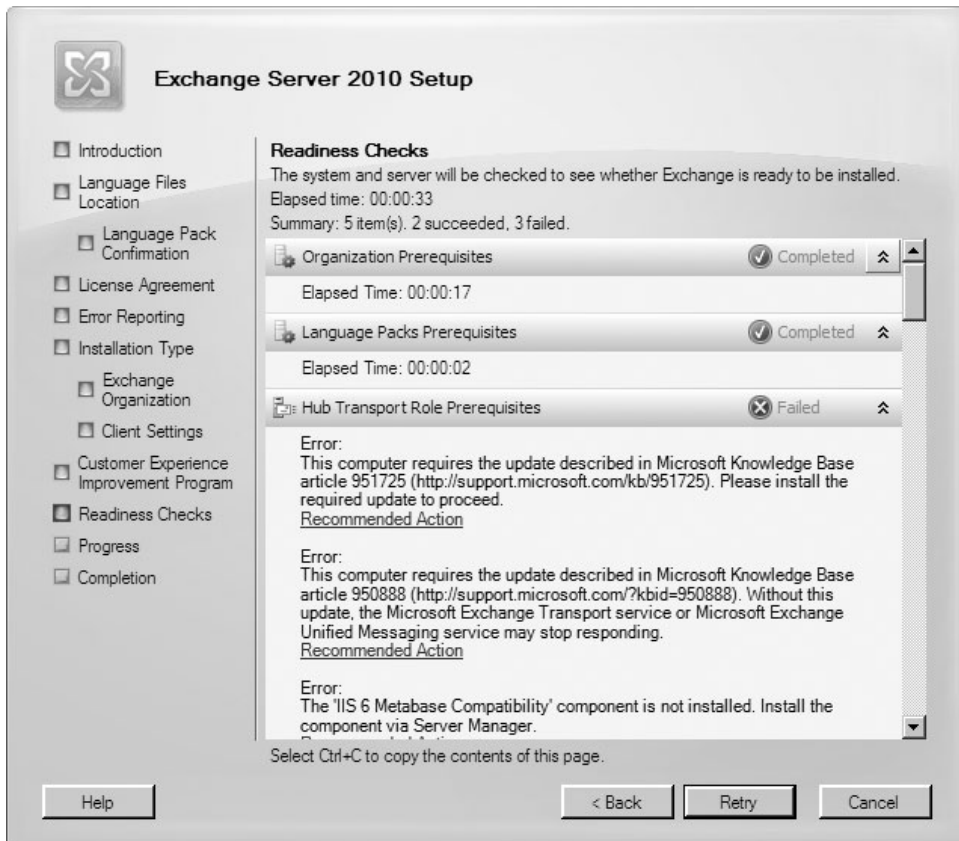 Exchange Server 2010 Setup
Introduction
Language Files
Location
Language Pack
Confirmation
License Agreement
Error Reporting
Installation Type
Exchange
Organization
Client Settings
Customer Experience
Improvement Program
Readiness Checks
Progress
Completion
Readiness Checks
The system and server will be checked to see whether Exchange is ready to be installed.
Elapsed time: 00:00:33
Summary: 5 item(s). 2 succeeded, 3 failed.
Organization Prerequisites Completed
Elapsed Time: 00:00:17
Language Packs Prerequisites Completed
Elapsed Time: 00:00:02
Hub Transport Role Prerequisites Failed
Error:
This computer requires the update described in Microsoft Knowledge Base
article 951725 (http://support.microsoft.com/kb/951725). Please install the
required update to proceed.
Recommended Action
Error:
This computer requires the update described in Microsoft Knowledge Base
article 950888 (http://support.microsoft.com/?kbid=950888). Without this
update, the Microsoft Exchange Transport service or Microsoft Exchange
Unified Messaging service may stop responding.
Recommended Action
Error:
The 'IIS 6 Metabase Compatibility' component is not installed. Install the
component via Server Manager.
Select Ctrl+C to copy the contents of this page.
Help < Back Retry Cancel